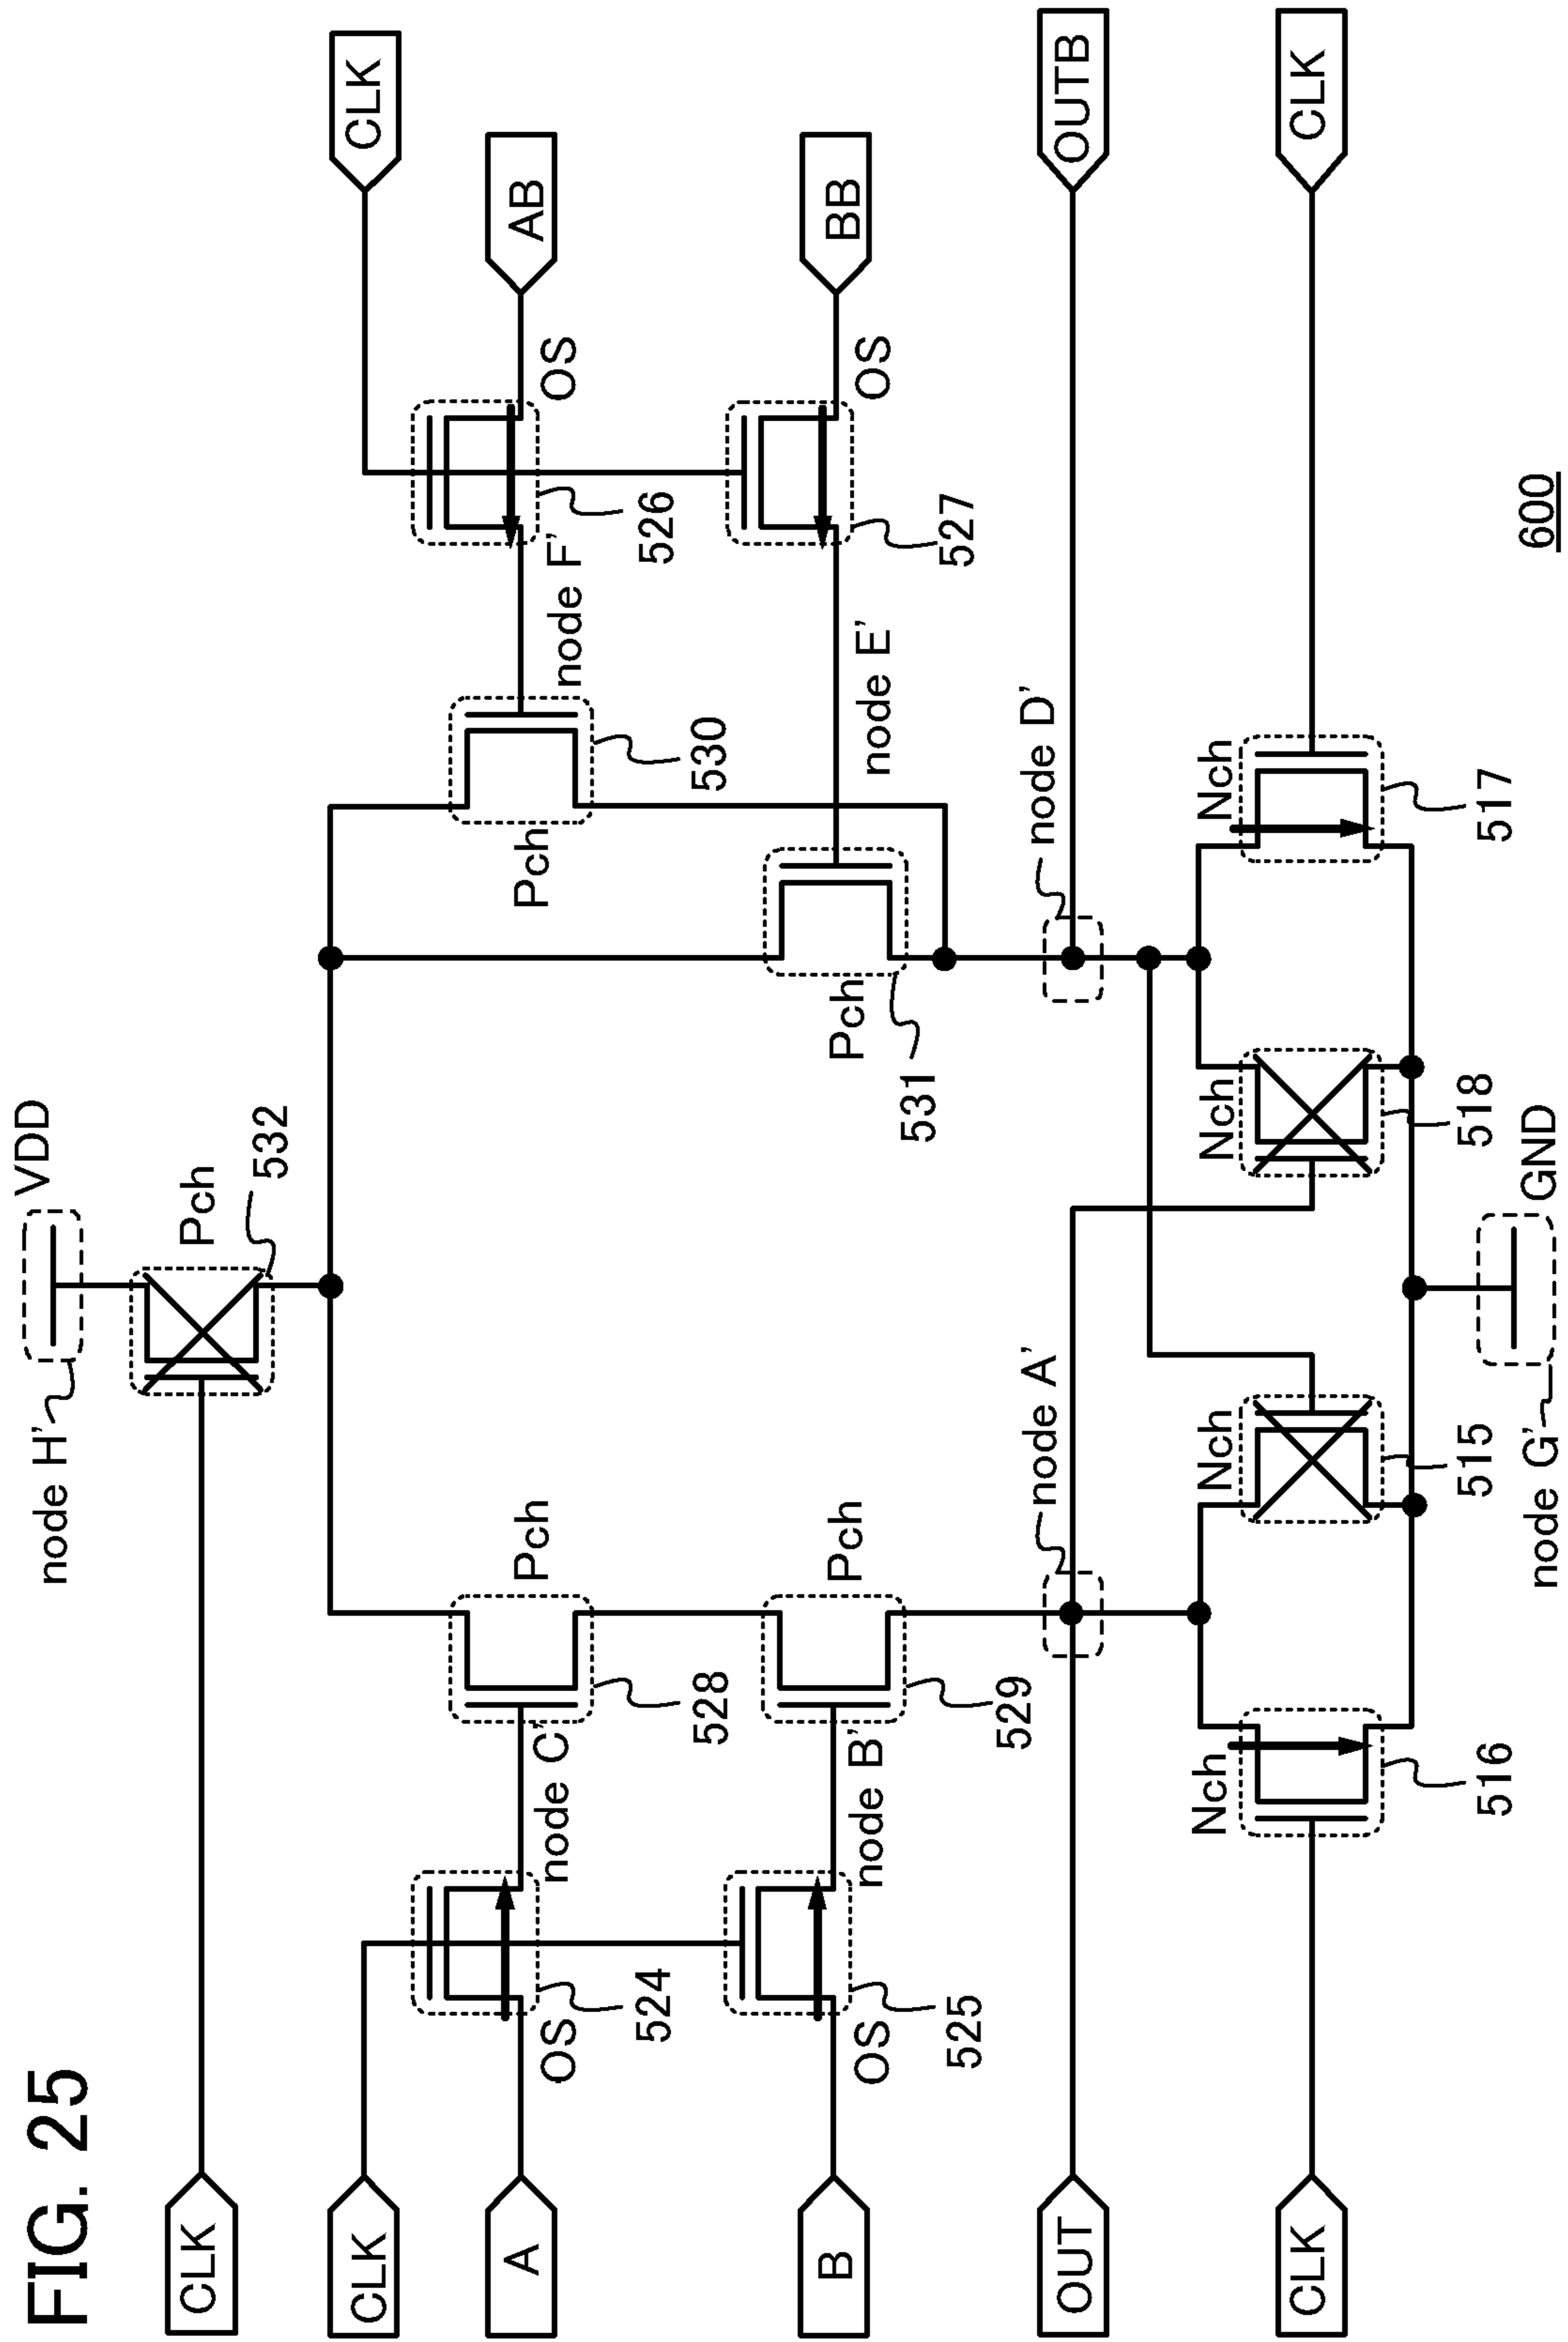 FIG. 25
VDD
node H'
Pch
532
CLK
CLK
CLK
A
OS
524
node C'
Pch
528
Pch
530
node F'
OS
526
AB
B
OS
525
node B'
Pch
529
Pch
531
node E'
OS
527
BB
OUT
node A'
node D'
OUTB
CLK
Nch
516
Nch
515
Nch
518
Nch
517
CLK
node G'
GND
600